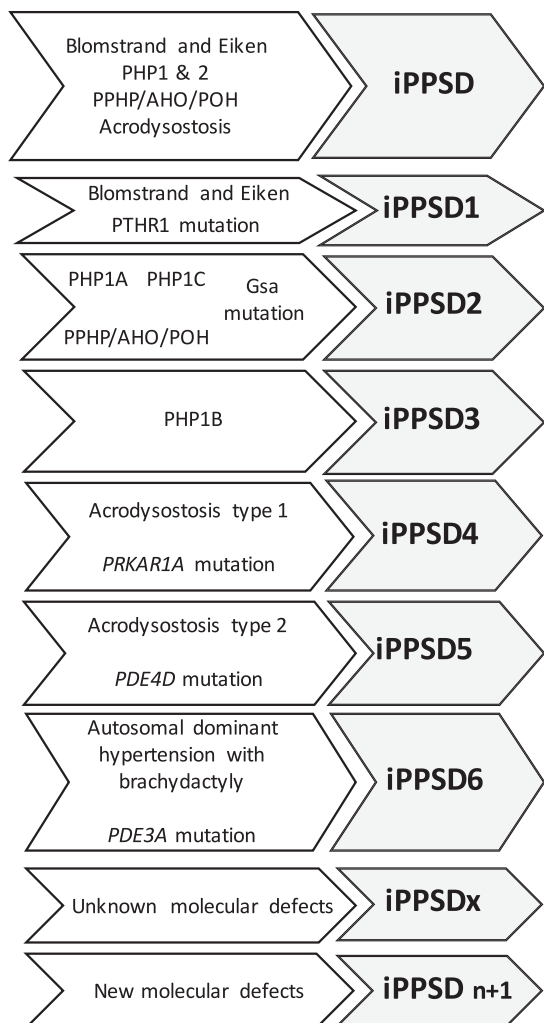 Blomstrand and Eiken
PHP1 & 2
PPHP/AHO/POH
Acrodysostosis
iPPSD
Blomstrand and Eiken
PTHR1 mutation
iPPSD1
PHP1A PHP1C
Gsa
mutation
PPHP/AHO/POH
iPPSD2
PHP1B
iPPSD3
Acrodysostosis type 1
PRKAR1A mutation
iPPSD4
Acrodysostosis type 2
PDE4D mutation
iPPSD5
Autosomal dominant
hypertension with
brachydactyly
PDE3A mutation
iPPSD6
Unknown molecular defects
iPPSDx
New molecular defects
iPPSD n+1